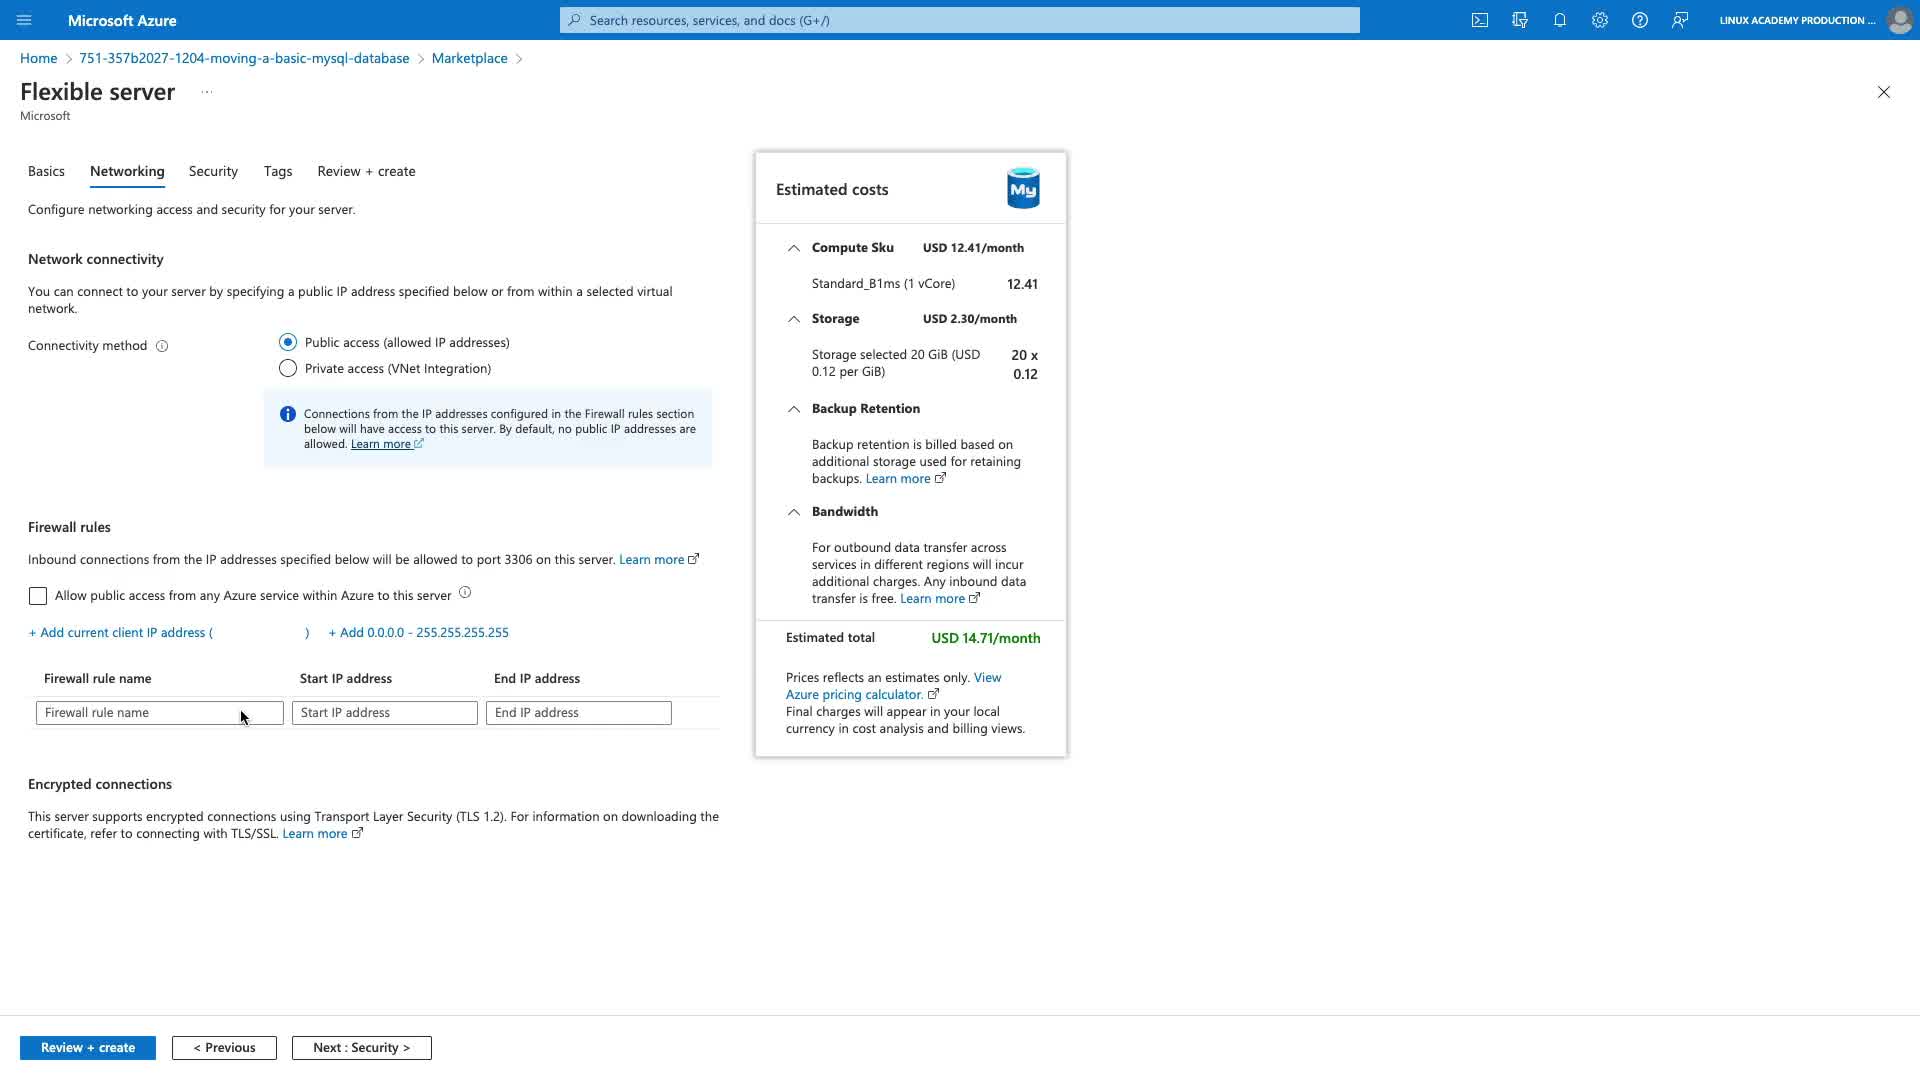 Microsoft Azure
Search resources, services, and docs (G+/)
LINUX ACADEMY PRODUCTION ...
Home > 751-357b2027-1204-moving-a-basic-mysql-database > Marketplace >
Flexible server ...
Microsoft
Basics Networking Security Tags Review + create
Configure networking access and security for your server.
Network connectivity
You can connect to your server by specifying a public IP address specified below or from within a selected virtual
network.
Connectivity method
Public access (allowed IP addresses)
Private access (VNet Integration)
Connections from the IP addresses configured in the Firewall rules section
below will have access to this server. By default, no public IP addresses are
allowed. Learn more
Firewall rules
Inbound connections from the IP addresses specified below will be allowed to port 3306 on this server. Learn more
Allow public access from any Azure service within Azure to this server
+ Add current client IP address ( ) + Add 0.0.0.0 - 255.255.255.255
Firewall rule name Start IP address End IP address
Firewall rule name Start IP address End IP address
Encrypted connections
This server supports encrypted connections using Transport Layer Security (TLS 1.2). For information on downloading the
certificate, refer to connecting with TLS/SSL. Learn more
Estimated costs
My
Compute Sku USD 12.41/month
Standard_B1ms (1 vCore) 12.41
Storage USD 2.30/month
Storage selected 20 GiB (USD 20 x
0.12 per GiB) 0.12
Backup Retention
Backup retention is billed based on
additional storage used for retaining
backups. Learn more
Bandwidth
For outbound data transfer across
services in different regions will incur
additional charges. Any inbound data
transfer is free. Learn more
Estimated total USD 14.71/month
Prices reflect​s an estimates only. View
Azure pricing calculator.
Final charges will appear in your local
currency in cost analysis and billing views.
Review + create < Previous Next : Security >